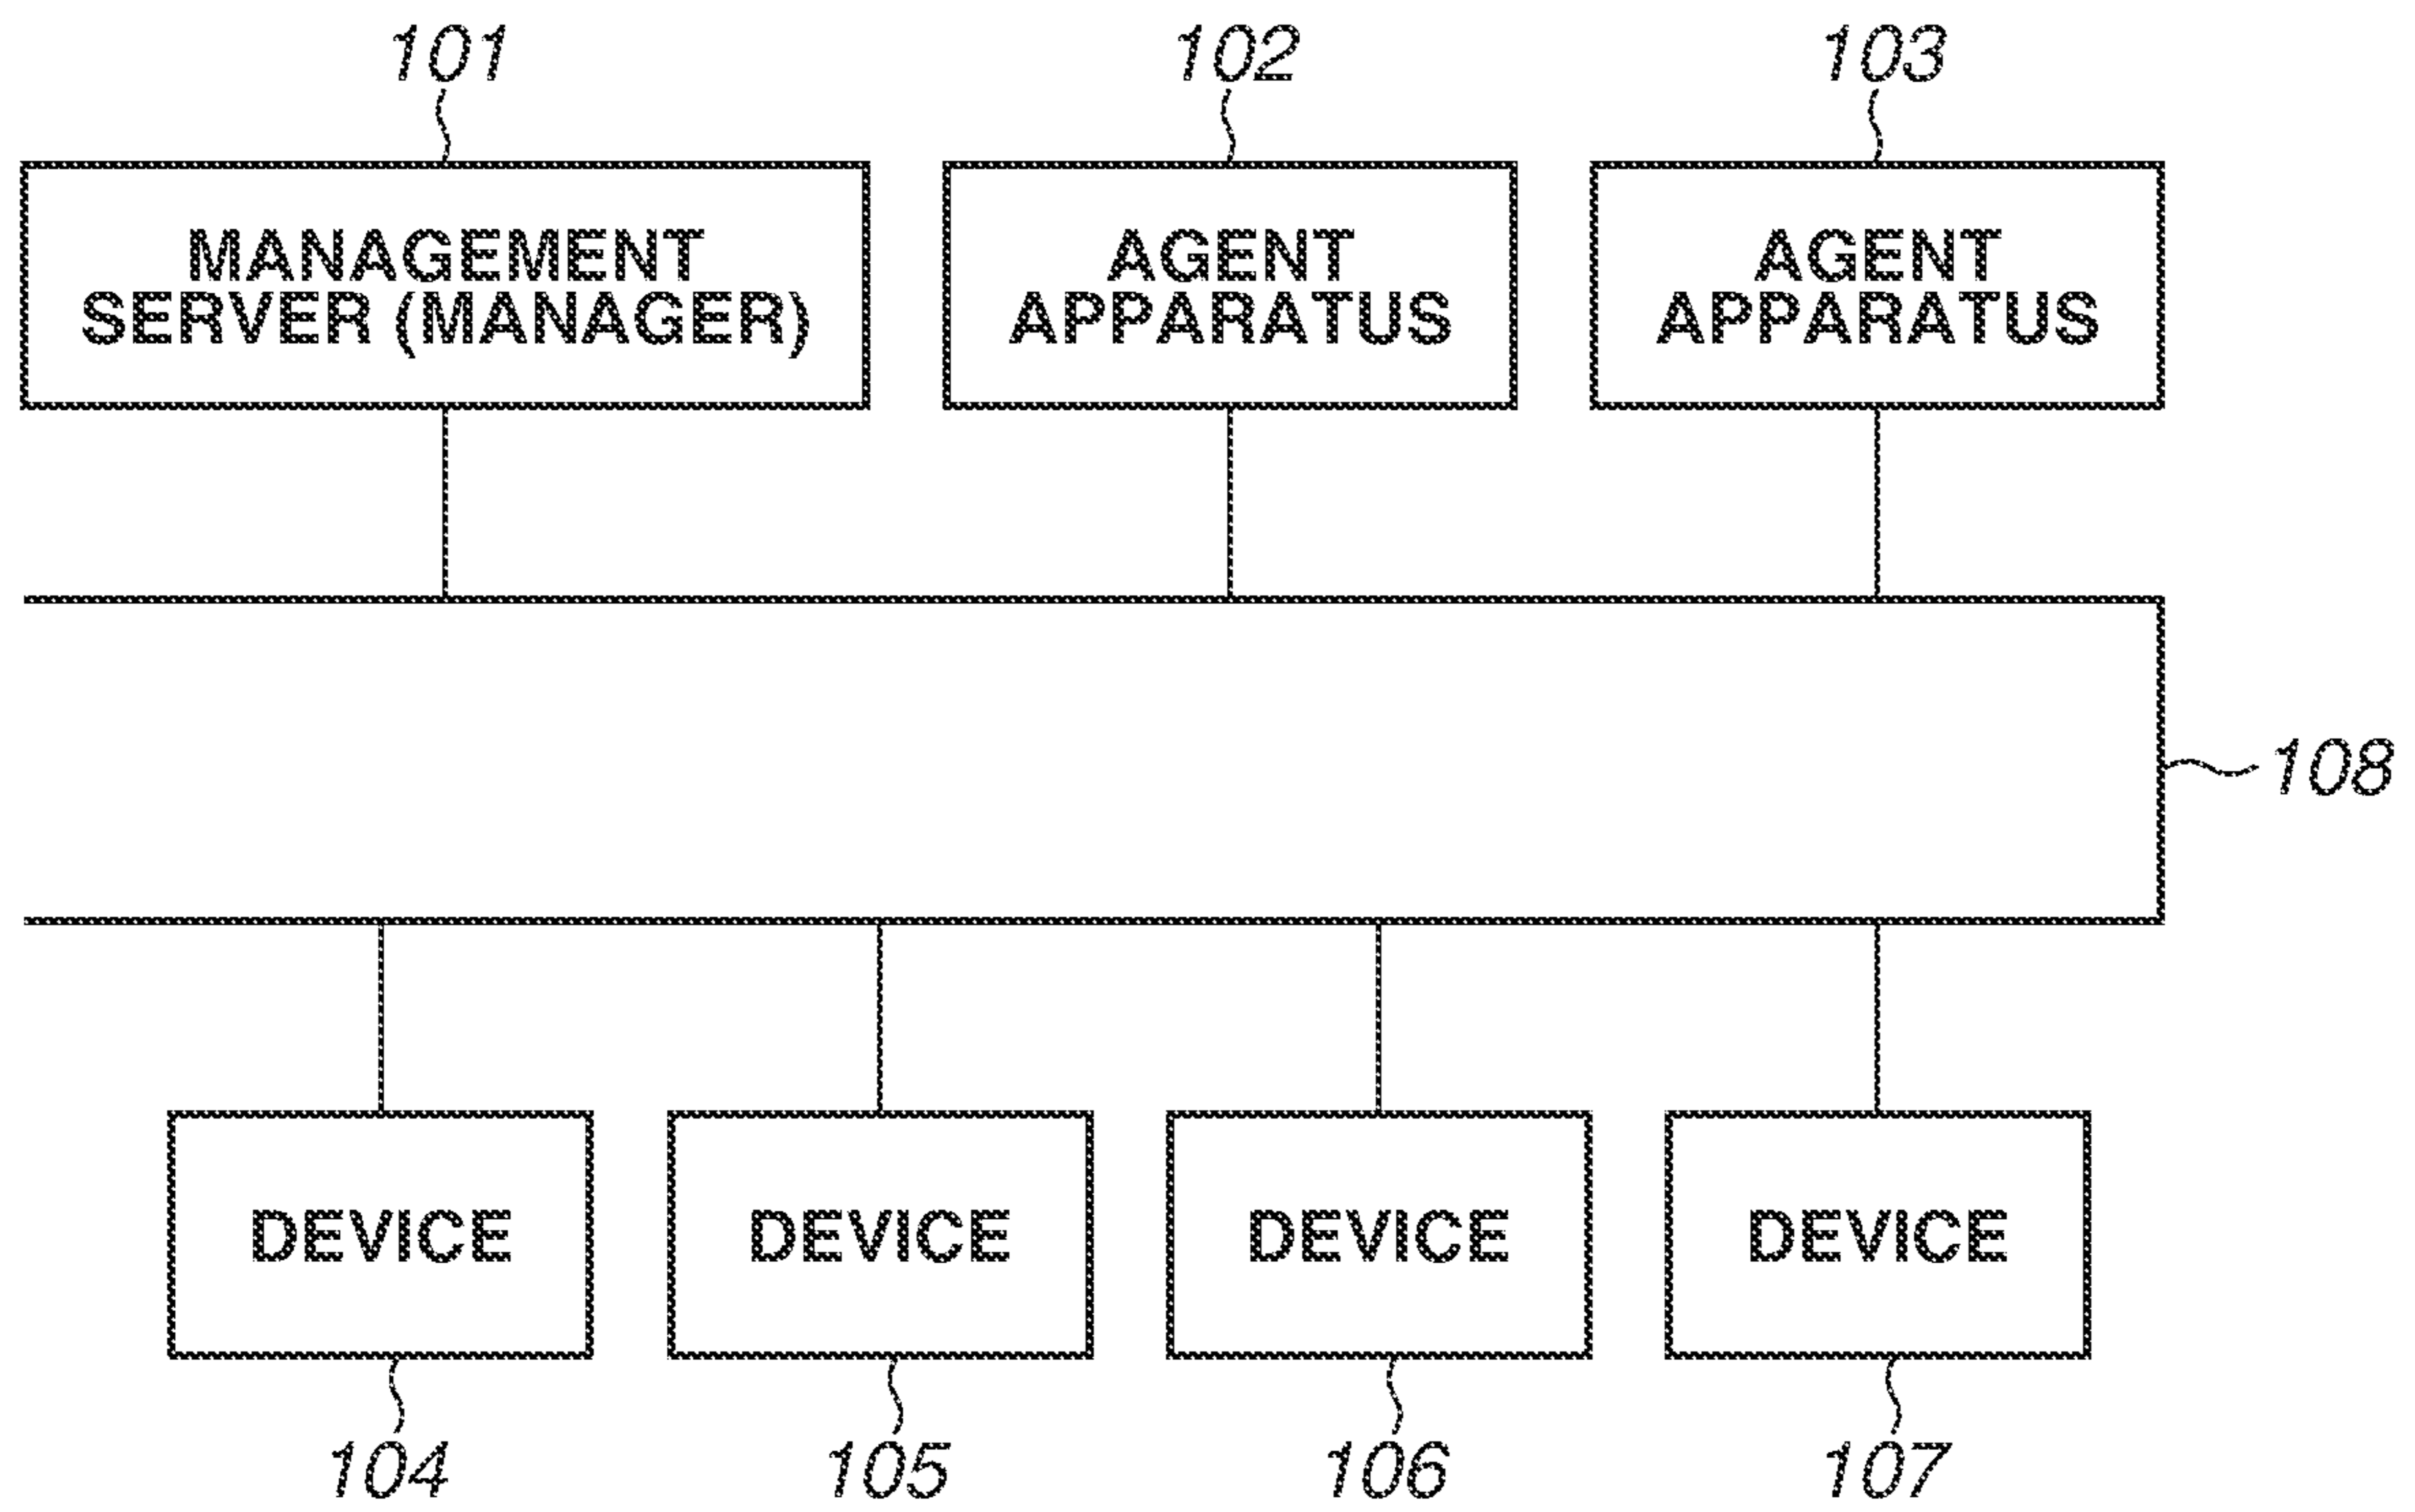 101
102
103
MANAGEMENT
SERVER (MANAGER)
AGENT
APPARATUS
AGENT
APPARATUS
108
DEVICE
DEVICE
DEVICE
DEVICE
104
105
106
107